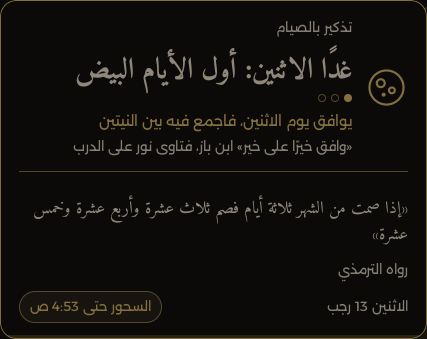 تذكير بالصيام
غدًا الاثنين: أول الأيام البيض
يوافق يوم الاثنين، فاجمع فيه بين النيتين
«وافق خيرًا على خير» ابن باز، فتاوى نور على الدرب
«إذا صمت من الشهر ثلاثة أيام فصم ثلاث عشرة وأربع عشرة وخمس
عشرة»
رواه الترمذي
الاثنين 13 رجب
السحور حتى 4:53 ص